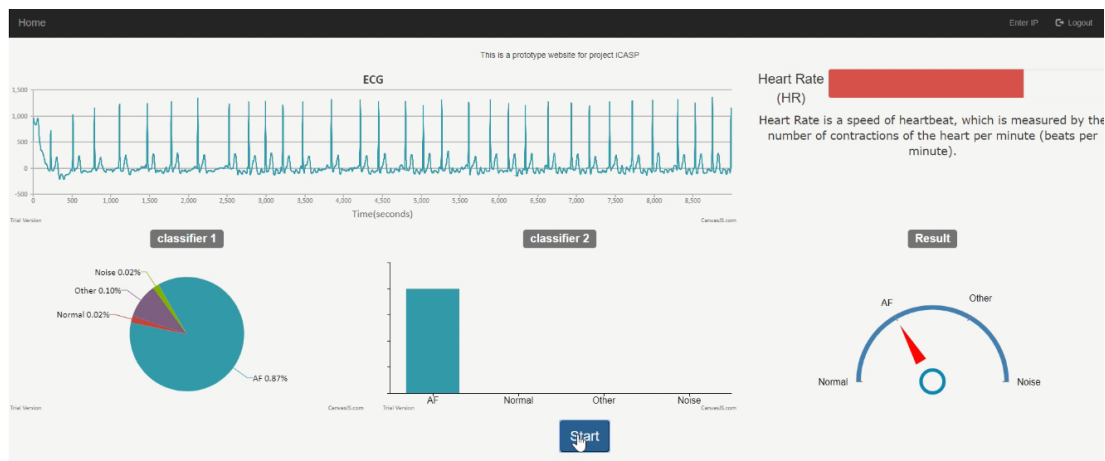 Home
Enter IP
Logout
This is a prototype website for project ICASP
ECG
1,500
1,000
500
0
-500
0 500 1,000 1,500 2,000 2,500 3,000 3,500 4,000 4,500 5,000 5,500 6,000 6,500 7,000 7,500 8,000 8,500
Time(seconds)
Trial Version
CanvasJS.com
Heart Rate
(HR)
Heart Rate is a speed of heartbeat, which is measured by the
number of contractions of the heart per minute (beats per
minute).
classifier 1
Noise 0.02%
Other 0.10%
Normal 0.02%
AF 0.87%
Trial Version
CanvasJS.com
classifier 2
AF Normal Other Noise
Trial Version
CanvasJS.com
Result
AF
Other
Normal
Noise
Start